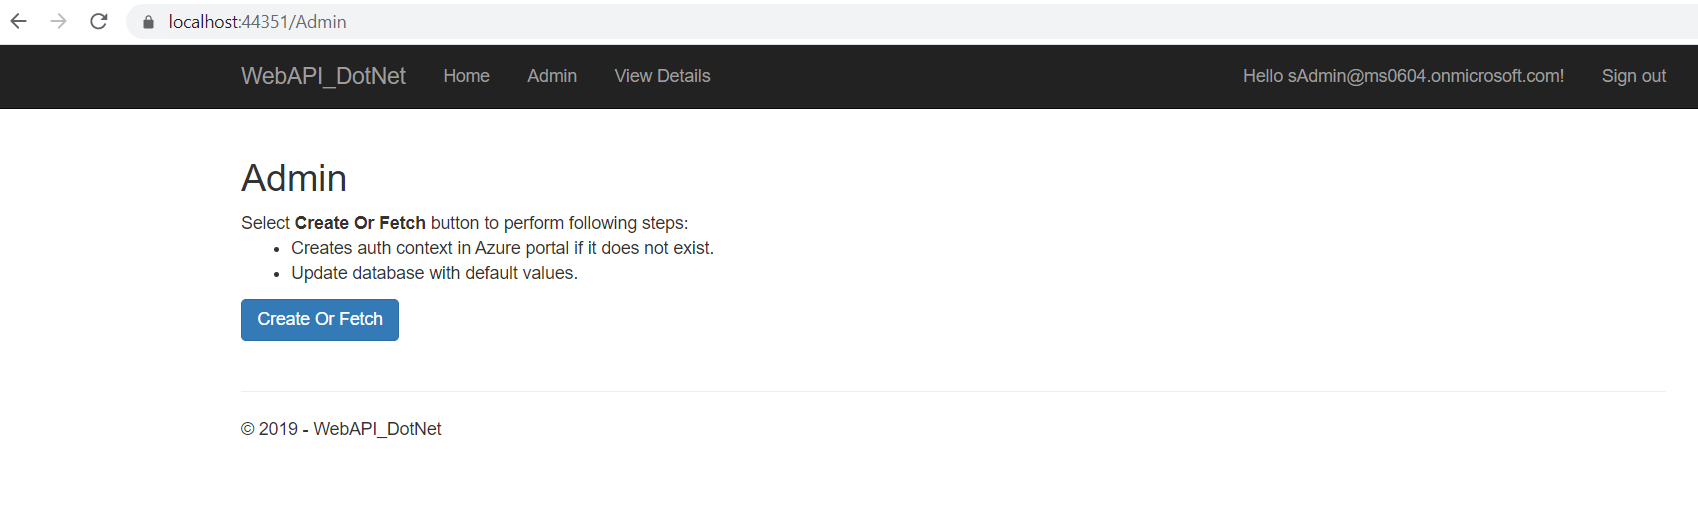 localhost:44351/Admin
WebAPI_DotNet Home Admin View Details Hello sAdmin@ms0604.onmicrosoft.com! Sign out
Admin
Select Create Or Fetch button to perform following steps:
• Creates auth context in Azure portal if it does not exist.
• Update database with default values.
Create Or Fetch
© 2019 - WebAPI_DotNet